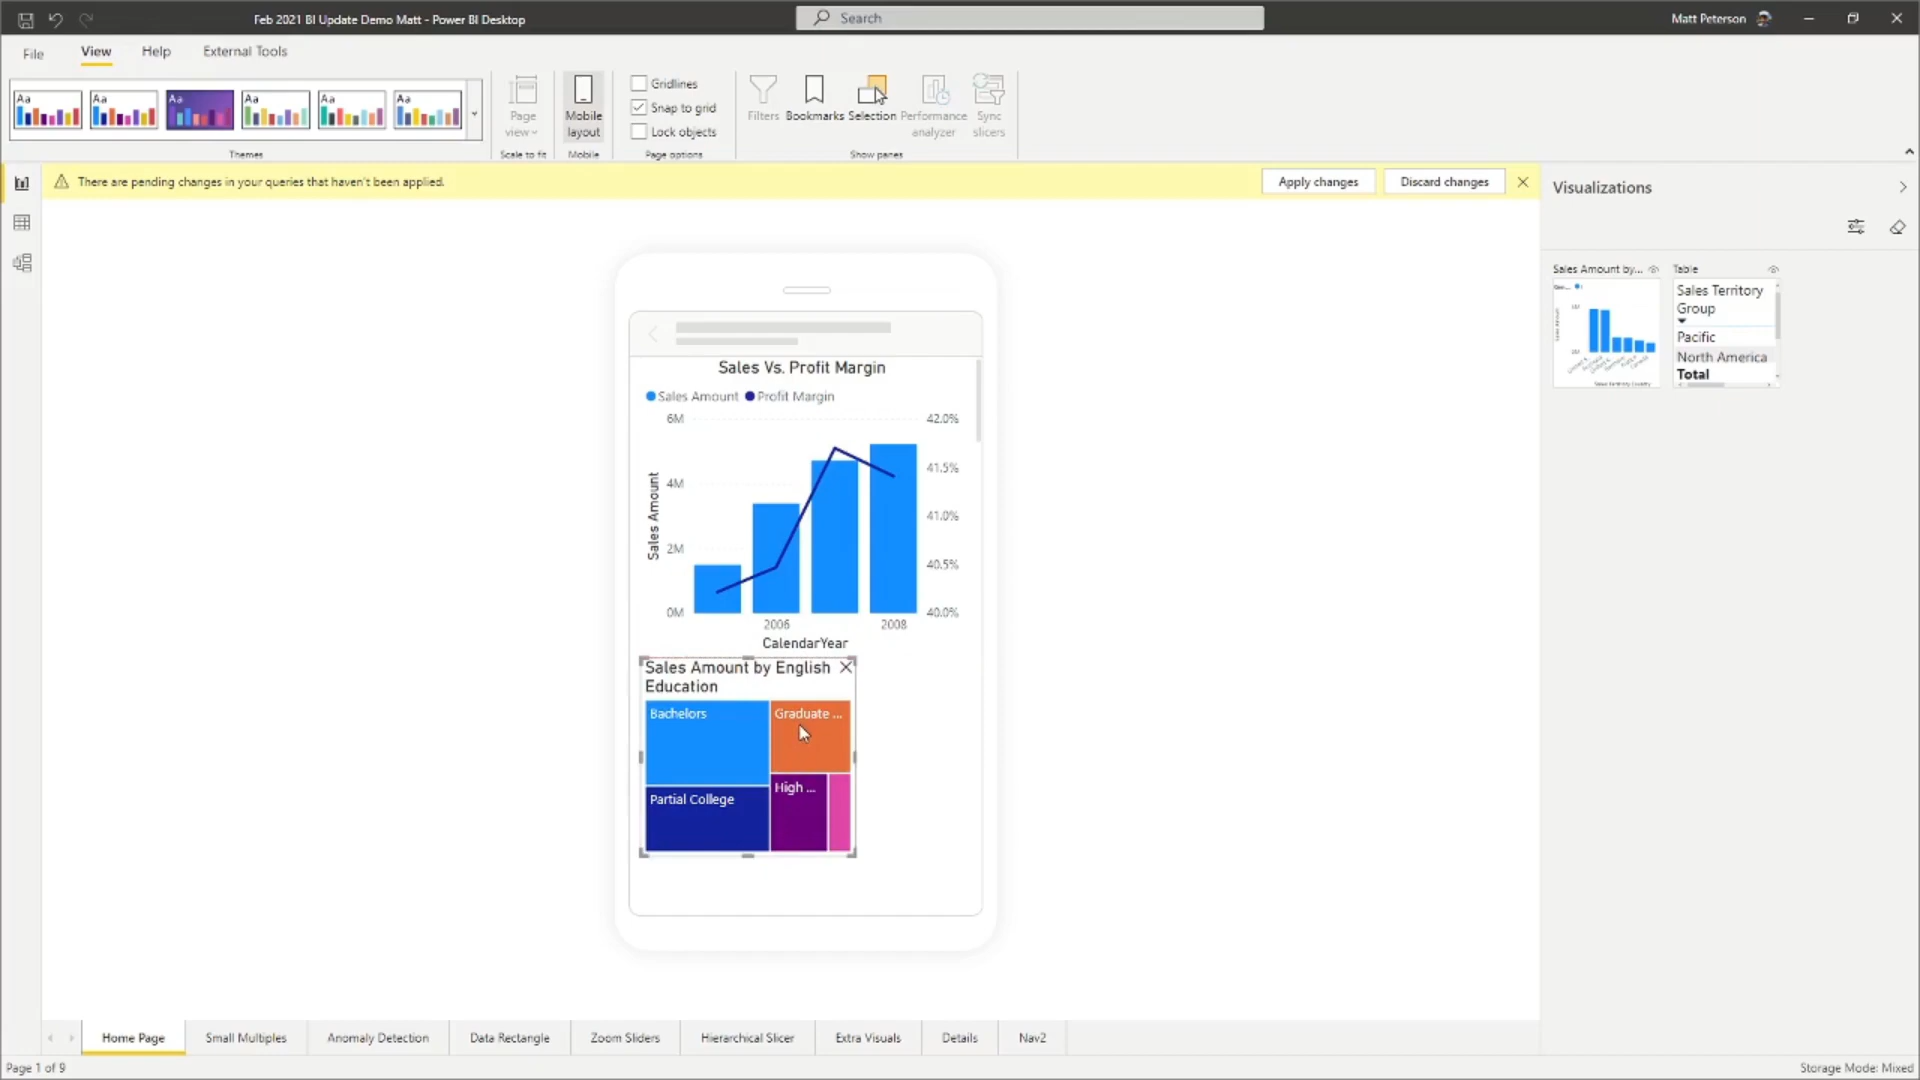 Feb 2021 BI Update Demo Matt - Power BI Desktop
Search
Matt Peterson
File
View
Help
External Tools
Aa
Aa
Aa
Aa
Aa
Aa
Themes
Page view
Scale to fit
Mobile layout
Mobile
Gridlines
Snap to grid
Lock objects
Page options
Filters
Bookmarks
Selection
Performance analyzer
Sync slicers
Show panes
There are pending changes in your queries that haven't been applied.
Apply changes
Discard changes
Visualizations
Sales Amount by...
Table
Sales Territory
Group
Pacific
North America
Total
Sales Vs. Profit Margin
Sales Amount
Profit Margin
6M
4M
2M
0M
Sales Amount
42.0%
41.5%
41.0%
40.5%
40.0%
2006
2008
CalendarYear
Sales Amount by English
Education
Bachelors
Graduate ...
Partial College
High ...
Home Page
Small Multiples
Anomaly Detection
Data Rectangle
Zoom Sliders
Hierarchical Slicer
Extra Visuals
Details
Nav2
Page 1 of 9
Storage Mode: Mixed